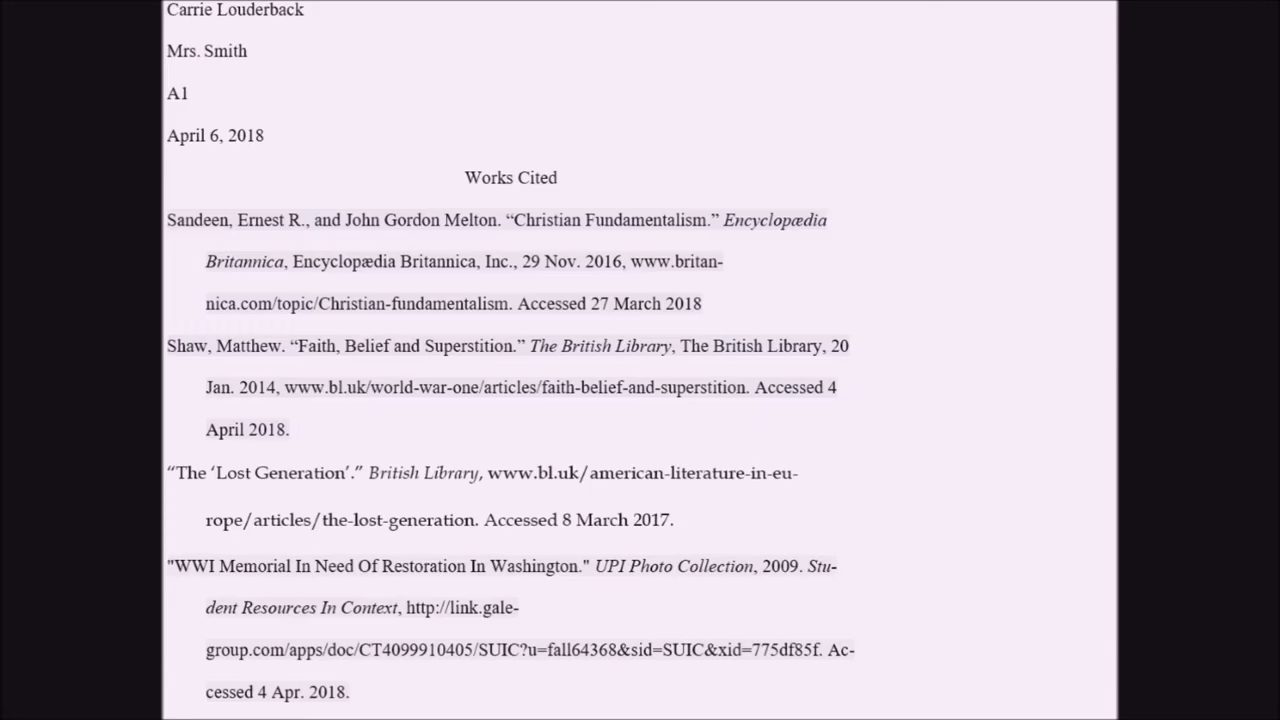 Carrie Louderback
Mrs. Smith
A1
April 6, 2018
Works Cited
Sandeen, Ernest R., and John Gordon Melton. “Christian Fundamentalism.” Encyclopædia
Britannica, Encyclopædia Britannica, Inc., 29 Nov. 2016, www.britan-
nica.com/topic/Christian-fundamentalism. Accessed 27 March 2018
Shaw, Matthew. “Faith, Belief and Superstition.” The British Library, The British Library, 20
Jan. 2014, www.bl.uk/world-war-one/articles/faith-belief-and-superstition. Accessed 4
April 2018.
“The ‘Lost Generation’.” British Library, www.bl.uk/american-literature-in-eu-
rope/articles/the-lost-generation. Accessed 8 March 2017.
"WWI Memorial In Need Of Restoration In Washington." UPI Photo Collection, 2009. Stu-
dent Resources In Context, http://link.gale-
group.com/apps/doc/CT4099910405/SUIC?u=fall64368&sid=SUIC&xid=775df85f. Ac-
cessed 4 Apr. 2018.